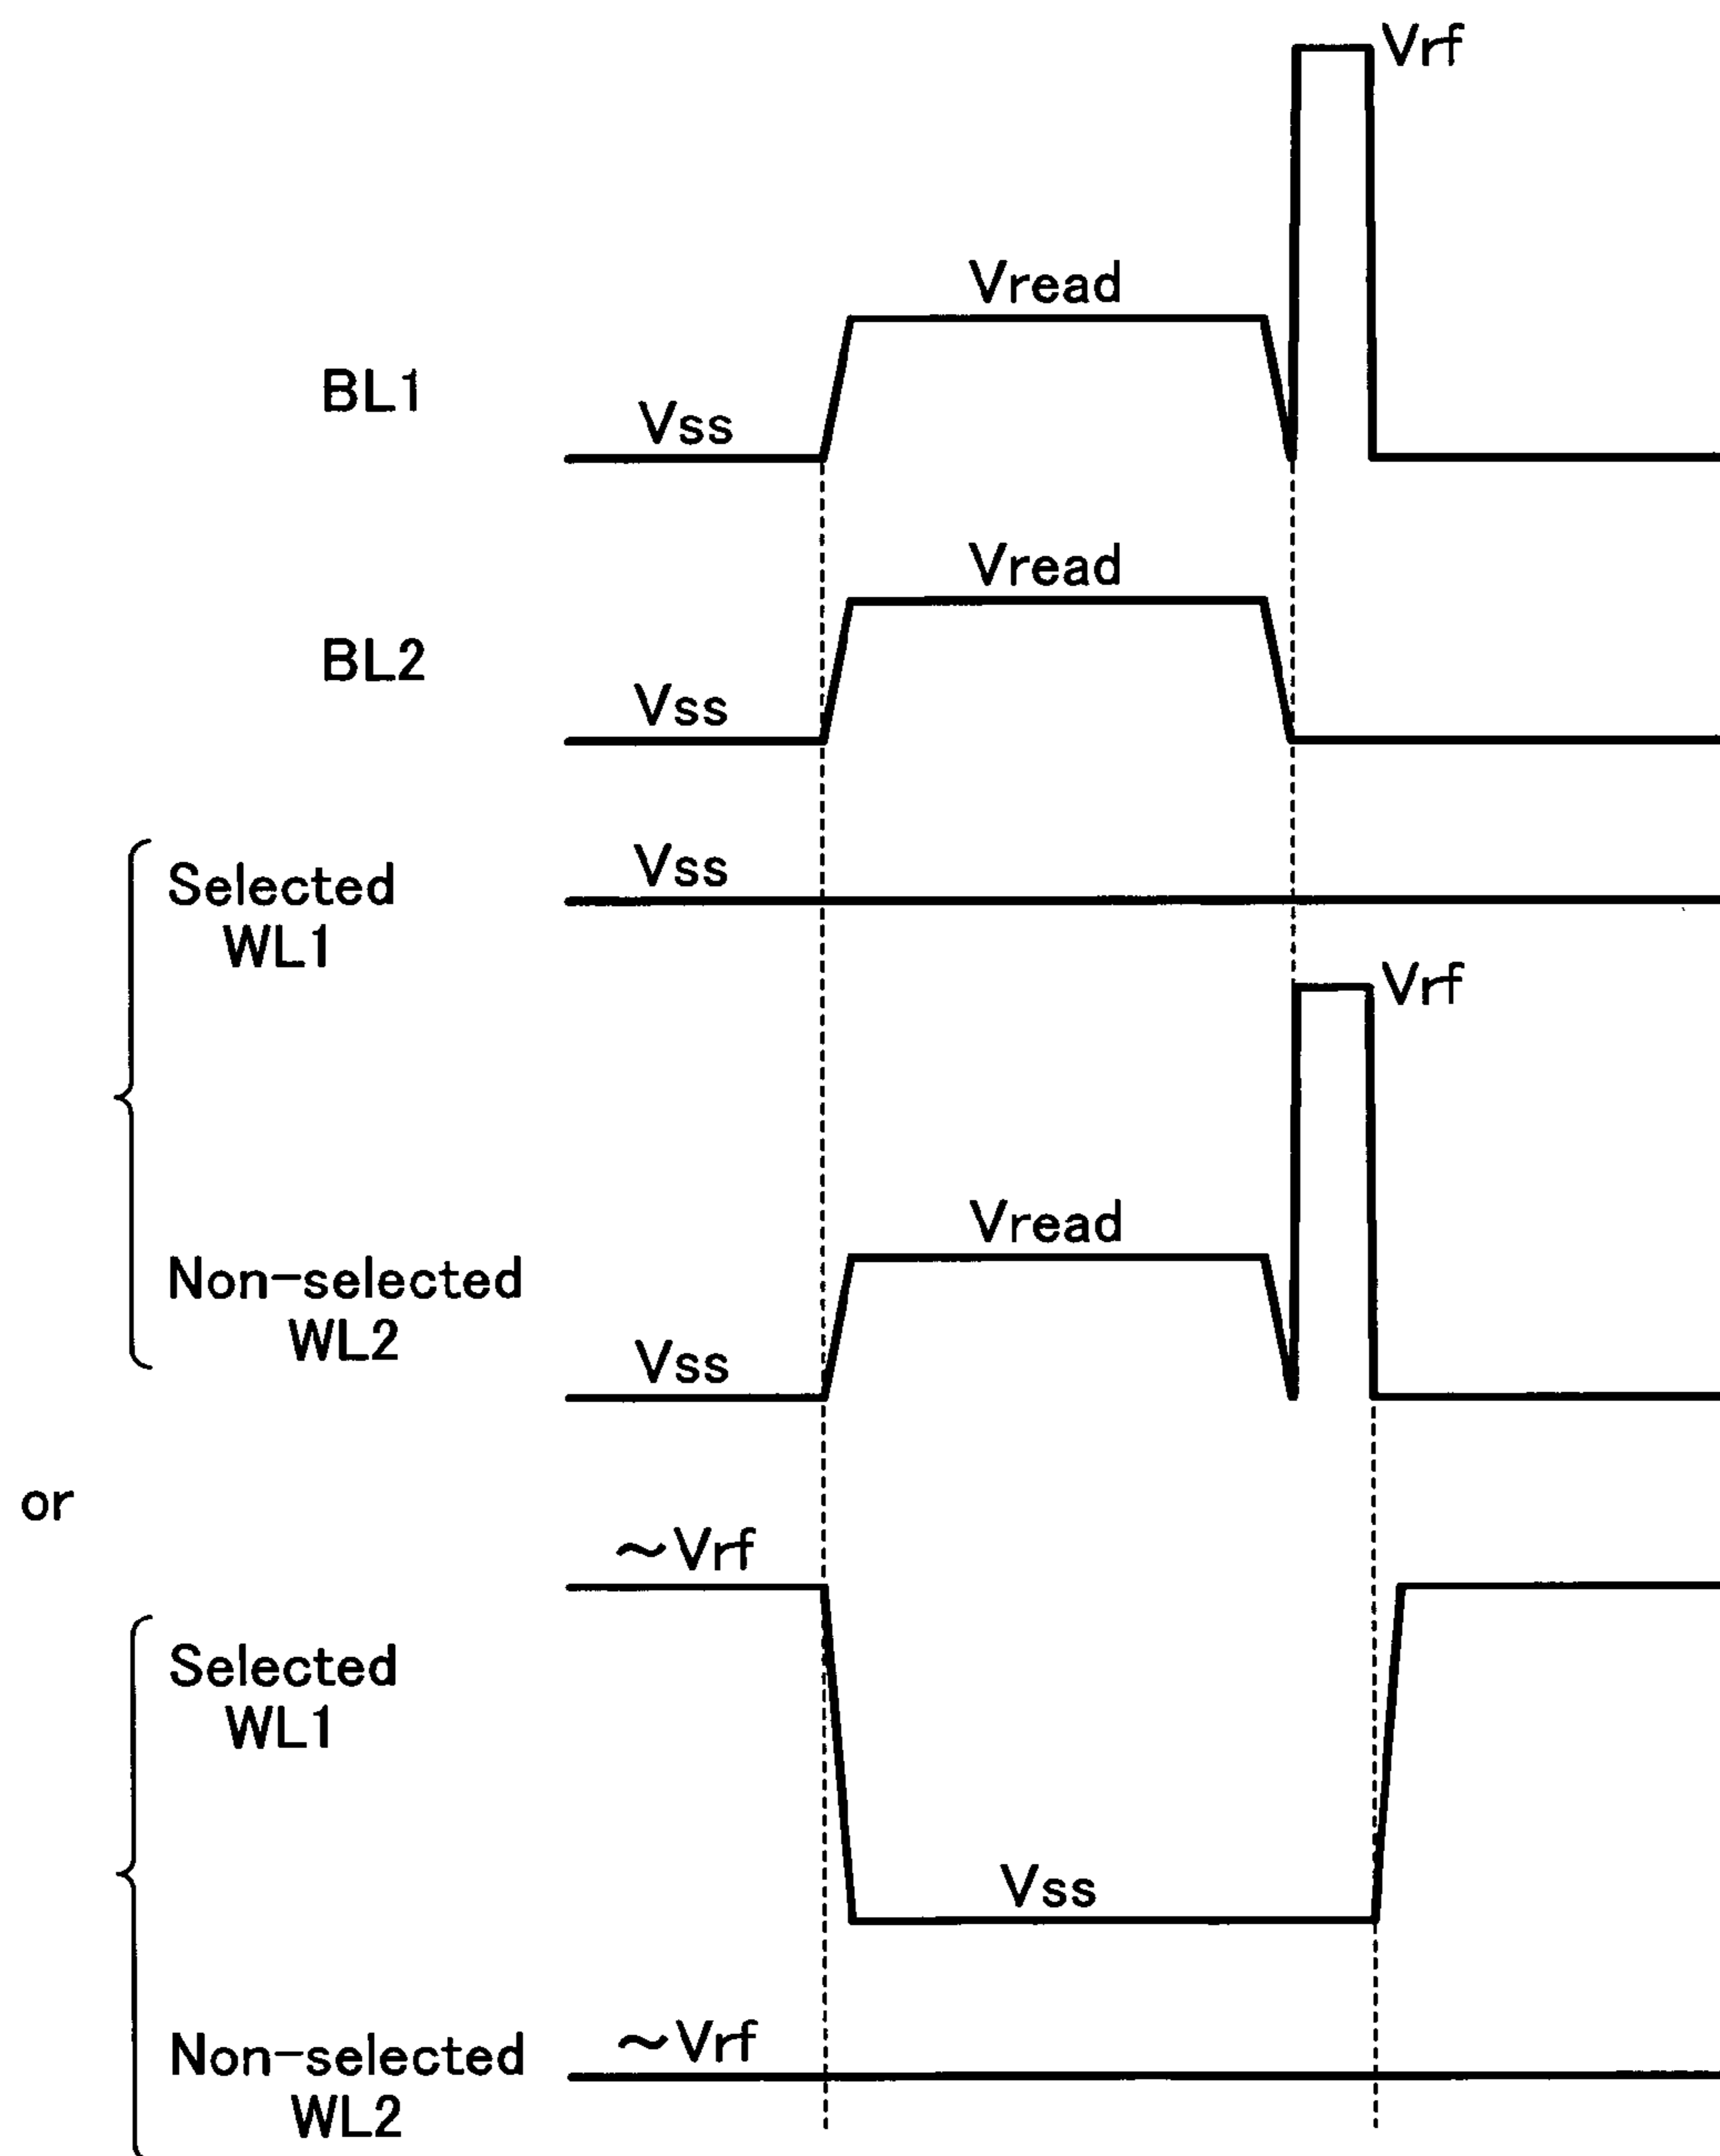 Vrf
Vread
BL1
Vss
Vread
BL2
Vss
Selected
WL1
Vss
Vrf
Vread
Non-selected
WL2
Vss
or
~Vrf
Selected
WL1
Vss
Non-selected
WL2
~Vrf